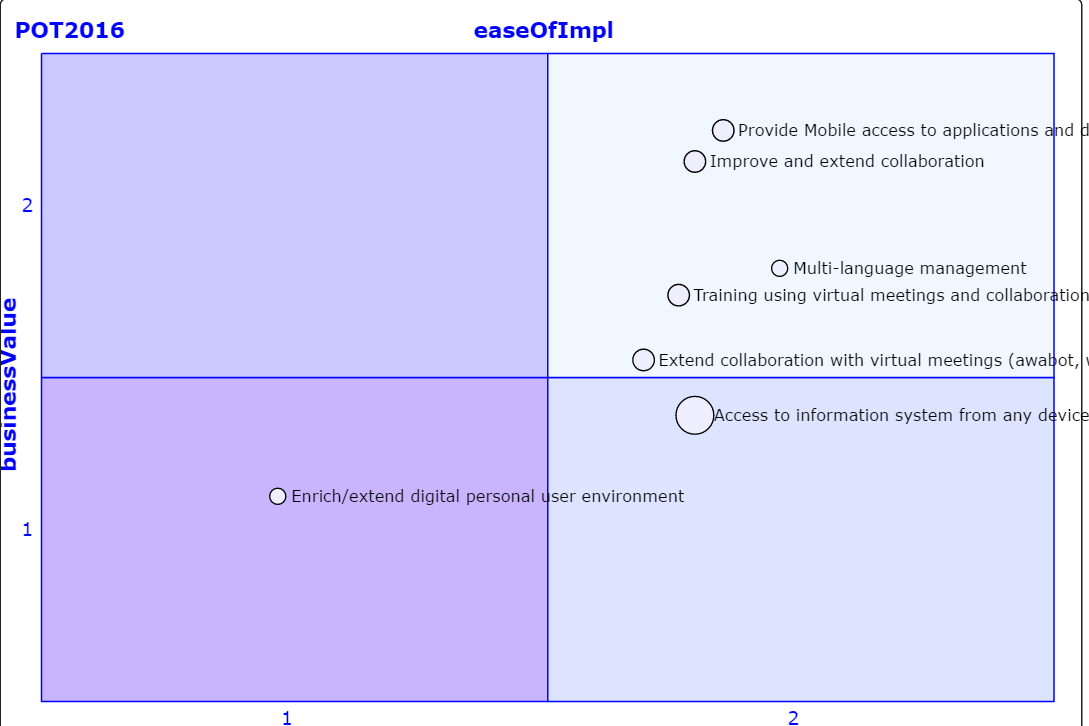 POT2016
easeOfImpl
Provide Mobile access to applications and
Improve and extend collaboration
2
Multi-language management
Training using virtual meetings and collaboration
businessValue
Extend collaboration with virtual meetings (awabot,
Access to information system from any device
Enrich/extend digital personal user environment
1
1
2